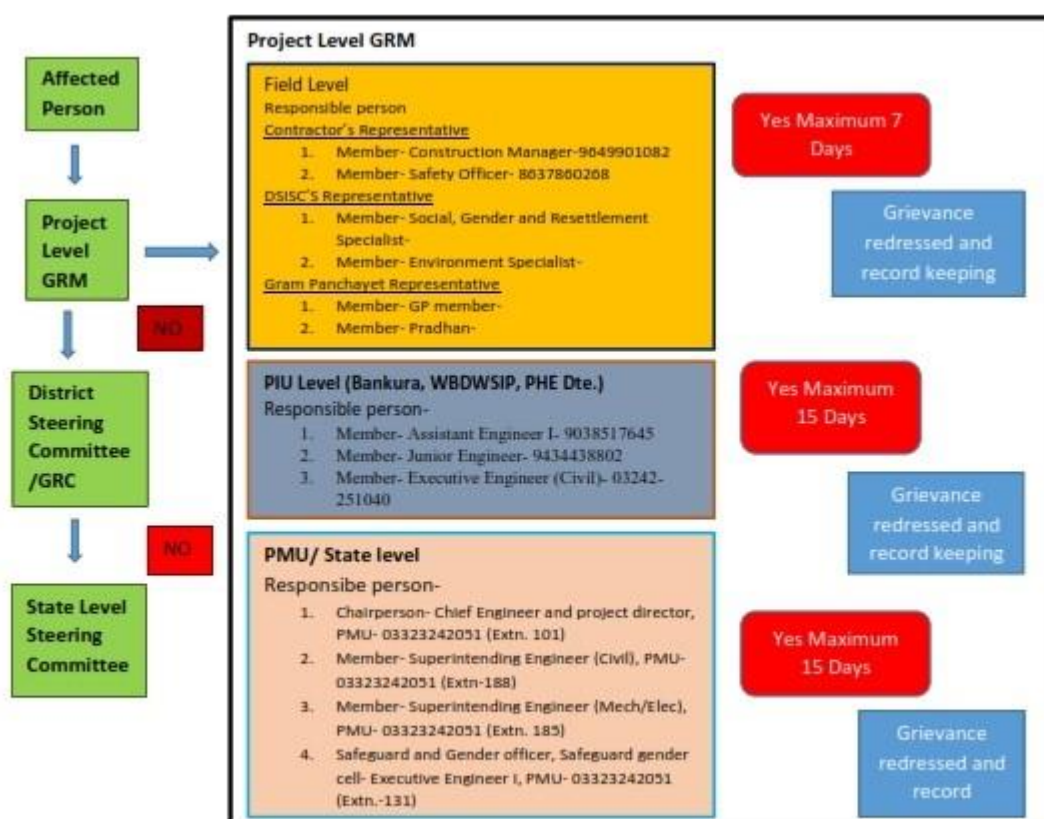 Affected
Person
Project
Level
GRM
NO
District
Steering
Committee
/GRC
NO
State Level
Steering
Committee
Project Level GRM
Field Level
Responsible person
Contractor's Representative
1. Member- Construction Manager-9649901082
2. Member- Safety Officer- 8637860268
DSISC'S Representative
1. Member- Social, Gender and Resettlement
Specialist-
2. Member- Environment Specialist-
Gram Panchayet Representative
1. Member- GP member-
2. Member- Pradhan-
Yes Maximum 7
Days
Grievance
redressed and
record keeping
PIU Level (Bankura, WBDWSIP, PHE Dte.)
Responsible person-
1. Member- Assistant Engineer I- 9038517645
2. Member- Junior Engineer- 9434438802
3. Member- Executive Engineer (Civil)- 03242-
251040
Yes Maximum
15 Days
Grievance
redressed and
record keeping
PMU/ State level
Responsibe person-
1. Chairperson- Chief Engineer and project director,
PMU- 03323242051 (Extn. 101)
2. Member- Superintending Engineer (Civil), PMU-
03323242051 (Extn-188)
3. Member- Superintending Engineer (Mech/Elec),
PMU- 03323242051 (Extn. 185)
4. Safeguard and Gender officer, Safeguard gender
cell- Executive Engineer I, PMU- 03323242051
(Extn.-131)
Yes Maximum
15 Days
Grievance
redressed and
record